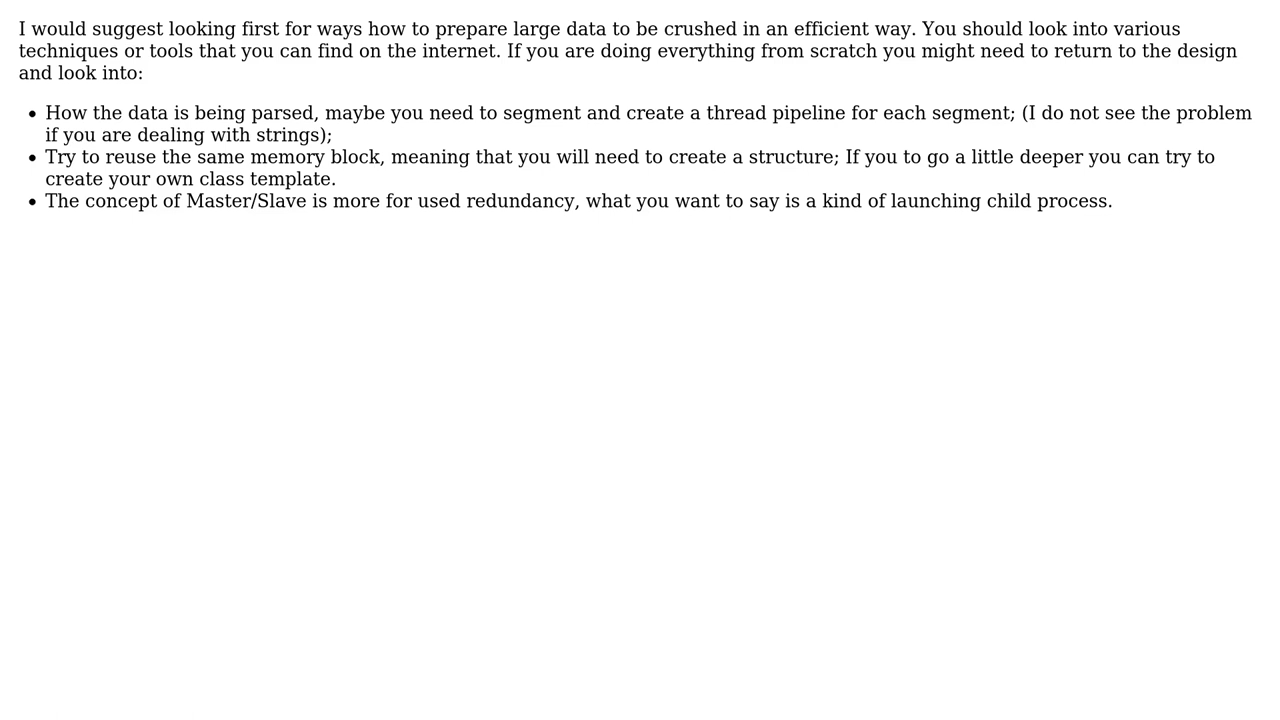 I would suggest looking first for ways how to prepare large data to be crushed in an efficient way. You should look into various
techniques or tools that you can find on the internet. If you are doing everything from scratch you might need to return to the design
and look into:
• How the data is being parsed, maybe you need to segment and create a thread pipeline for each segment; (I do not see the problem
if you are dealing with strings);
• Try to reuse the same memory block, meaning that you will need to create a structure; If you to go a little deeper you can try to
create your own class template.
• The concept of Master/Slave is more for used redundancy, what you want to say is a kind of launching child process.